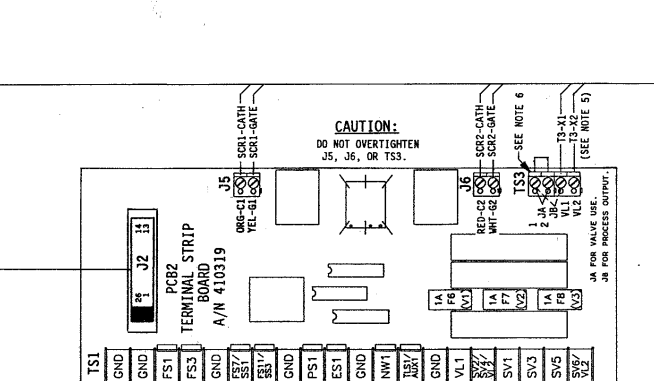 SCR1-CATH
SCR1-GATE
CAUTION:
DO NOT OVERTIGHTEN
J5, J6, OR TS3.
SCR2-CATH
SCR2-GATE
SEE NOTE 6
T3-X1
T3-X2
(SEE NOTE 5)
J5
ORG-C1
YEL-G1
J6
RED-C2
WHT-G2
TS3
1
2
JA
JB
VL1
VL2
JA FOR VALVE USE.
JB FOR PROCESS OUTPUT.
14
13
J2
26
1
PCB2
TERMINAL STRIP
BOARD
A/N 410319
1A
F6
(V1)
1A
F7
(V2)
1A
F8
(V3)
TS1
GND
GND
FS1
FS3
GND
FS7/
SS1
FS1/
SS3
GND
PS1
ES1
GND
NW1
TLS1/
AUX1
GND
VL1
SV2/
SV4/
SV1
SV3
SV5
SV6/
VL2